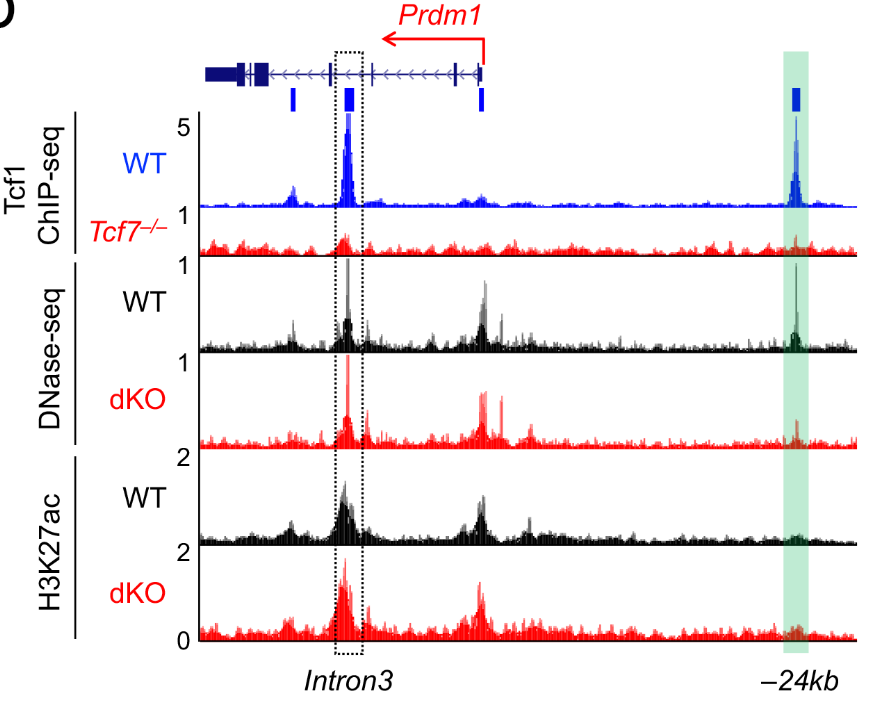 Prdm1
Tcf1
ChIP-seq
5
WT
1
Tcf7–/–
DNase-seq
1
WT
1
dKO
H3K27ac
2
WT
2
dKO
0
Intron3
–24kb